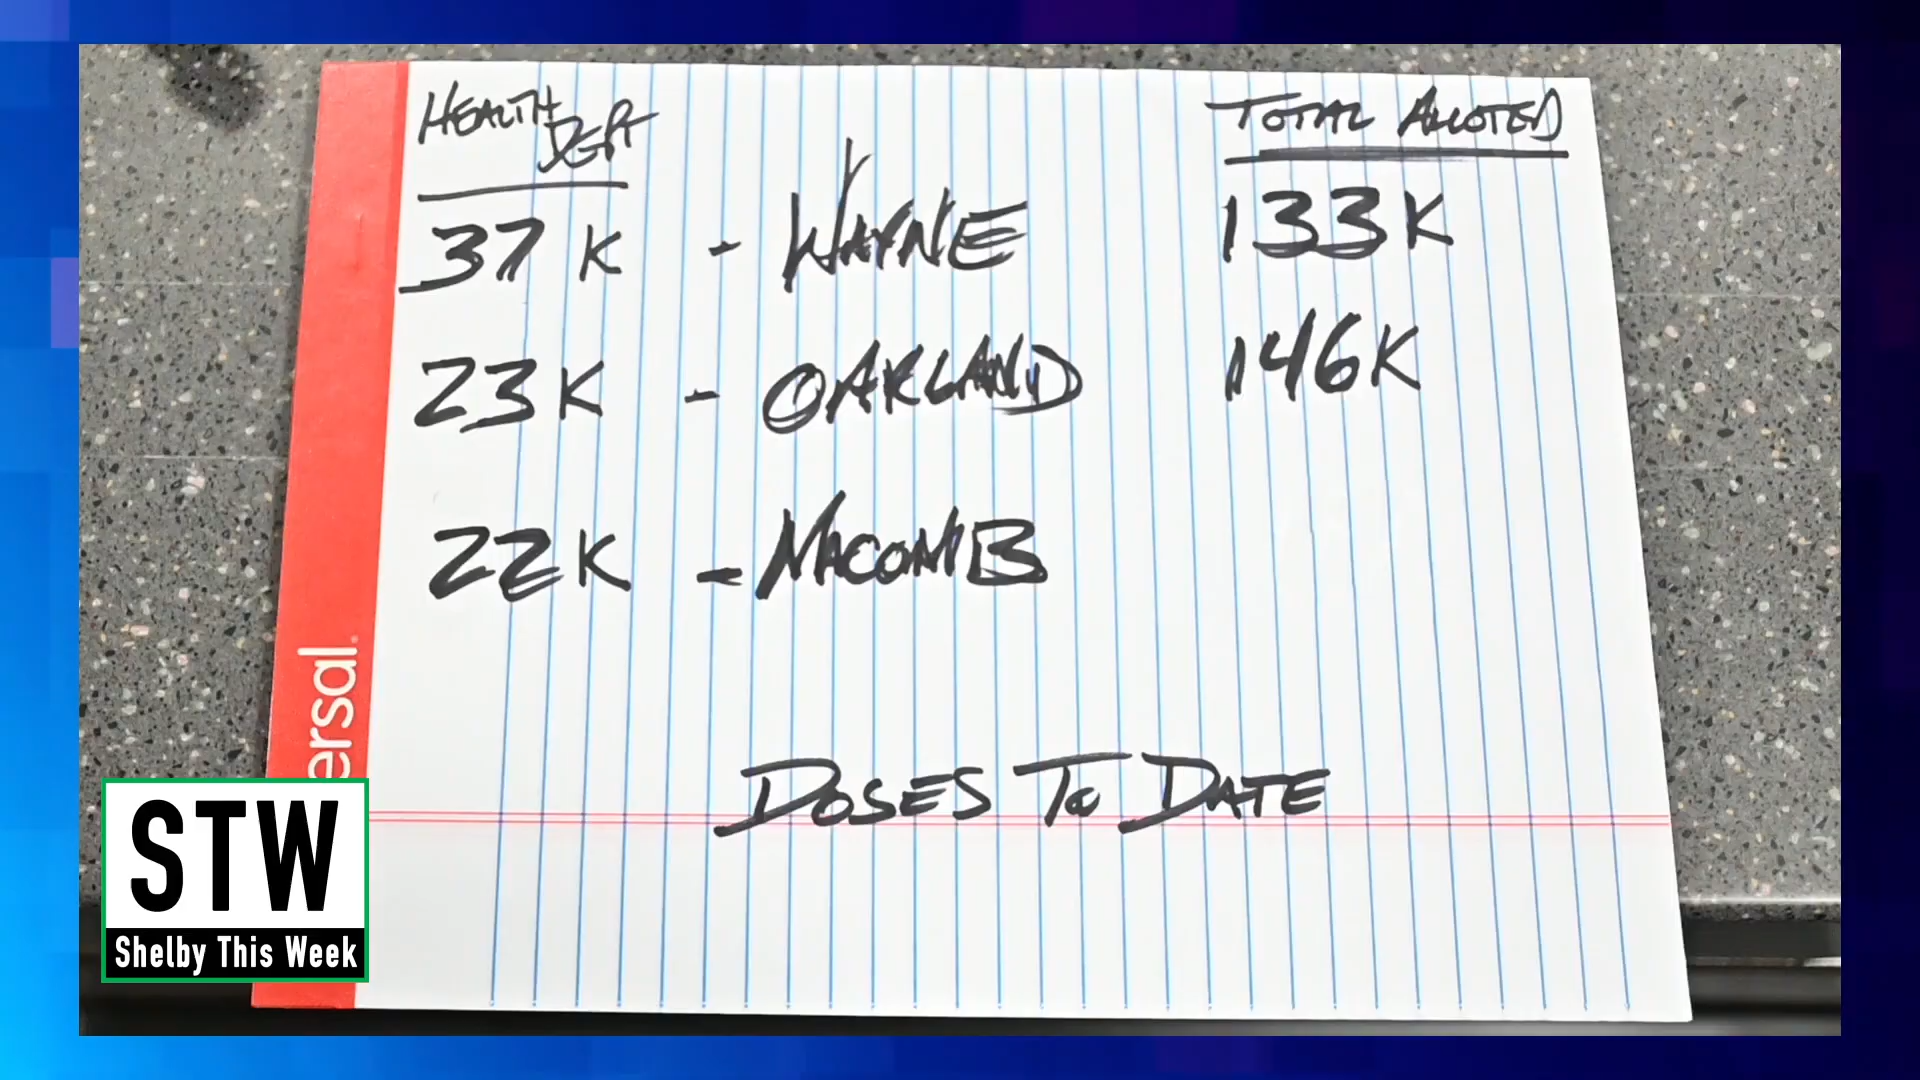 HEALTH DEPT
TOTAL ALLOTED
37K - WAYNE 133K
23K - OAKLAND 146K
22K - MACOMB
DOSES TO DATE
ersal.
STW
Shelby This Week